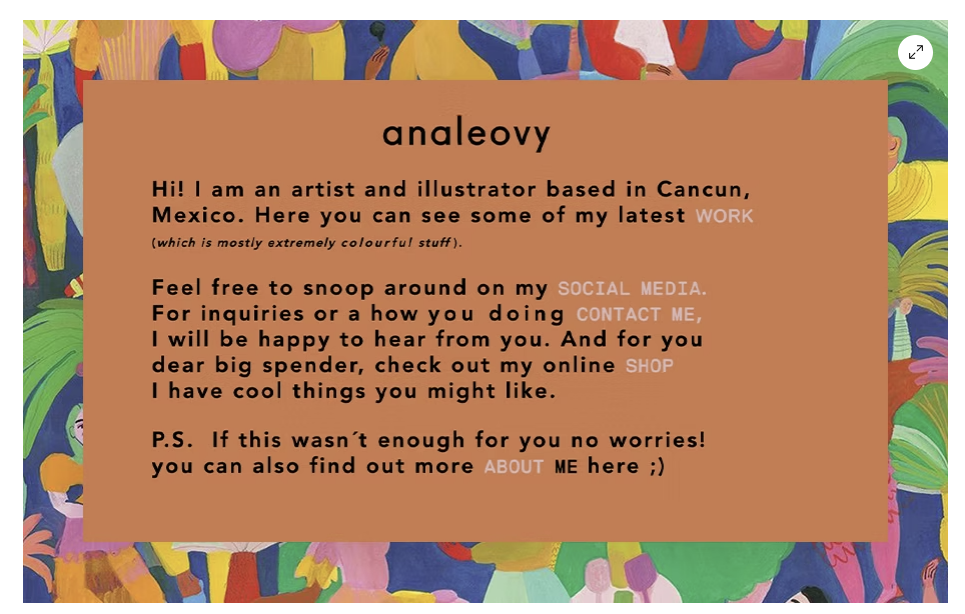 analeovy
Hi! I am an artist and illustrator based in Cancun,
Mexico. Here you can see some of my latest WORK
(which is mostly extremely colourful stuff).
Feel free to snoop around on my SOCIAL MEDIA.
For inquiries or a how you doing CONTACT ME,
I will be happy to hear from you. And for you
dear big spender, check out my online SHOP
I have cool things you might like.
P.S. If this wasn´t enough for you no worries!
you can also find out more ABOUT ME here ;)